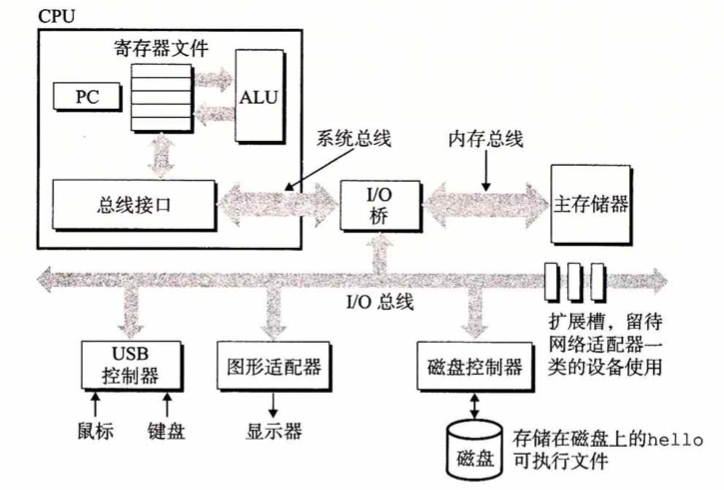 CPU
寄存器文件
PC
ALU
系统总线
内存总线
总线接口
I/O
桥
主存储器
I/O 总线
扩展槽，留待
网络适配器一
类的设备使用
USB
控制器
图形适配器
磁盘控制器
鼠标
键盘
显示器
磁盘
存储在磁盘上的hello
可执行文件